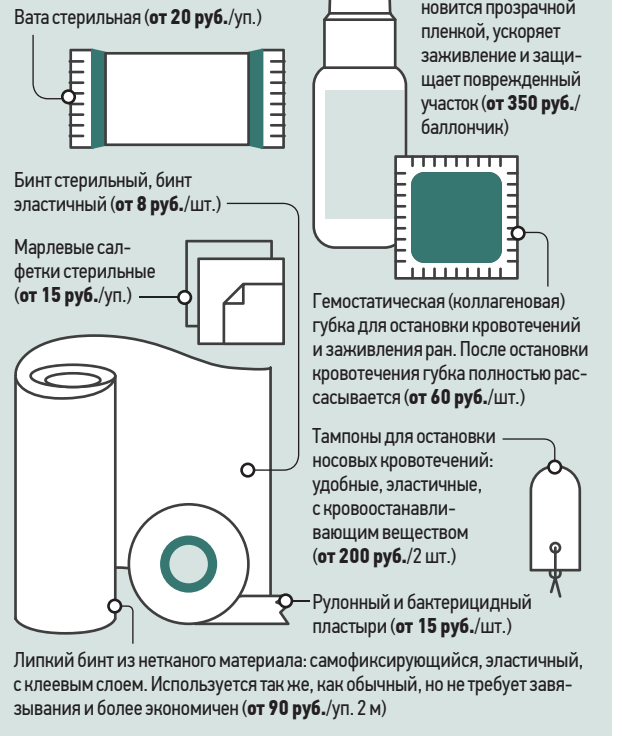 Вата стерильная (от 20 руб./уп.)
новится прозрачной
пленкой, ускоряет
заживление и защи-
щает поврежденный
участок (от 350 руб./
баллончик)
Бинт стерильный, бинт
эластичный (от 8 руб./шт.)
Марлевые сал-
фетки стерильные
(от 15 руб./уп.)
Гемостатическая (коллагеновая)
губка для остановки кровотечений
и заживления ран. После остановки
кровотечения губка полностью рас-
сасывается (от 60 руб./шт.)
Тампоны для остановки
носовых кровотечений:
удобные, эластичные,
с кровоостанавли-
вающим веществом
(от 200 руб./2 шт.)
Рулонный и бактерицидный
пластыри (от 15 руб./шт.)
Липкий бинт из нетканого материала: самофиксирующийся, эластичный,
с клеевым слоем. Используется так же, как обычный, но не требует завя-
зывания и более экономичен (от 90 руб./уп. 2 м)